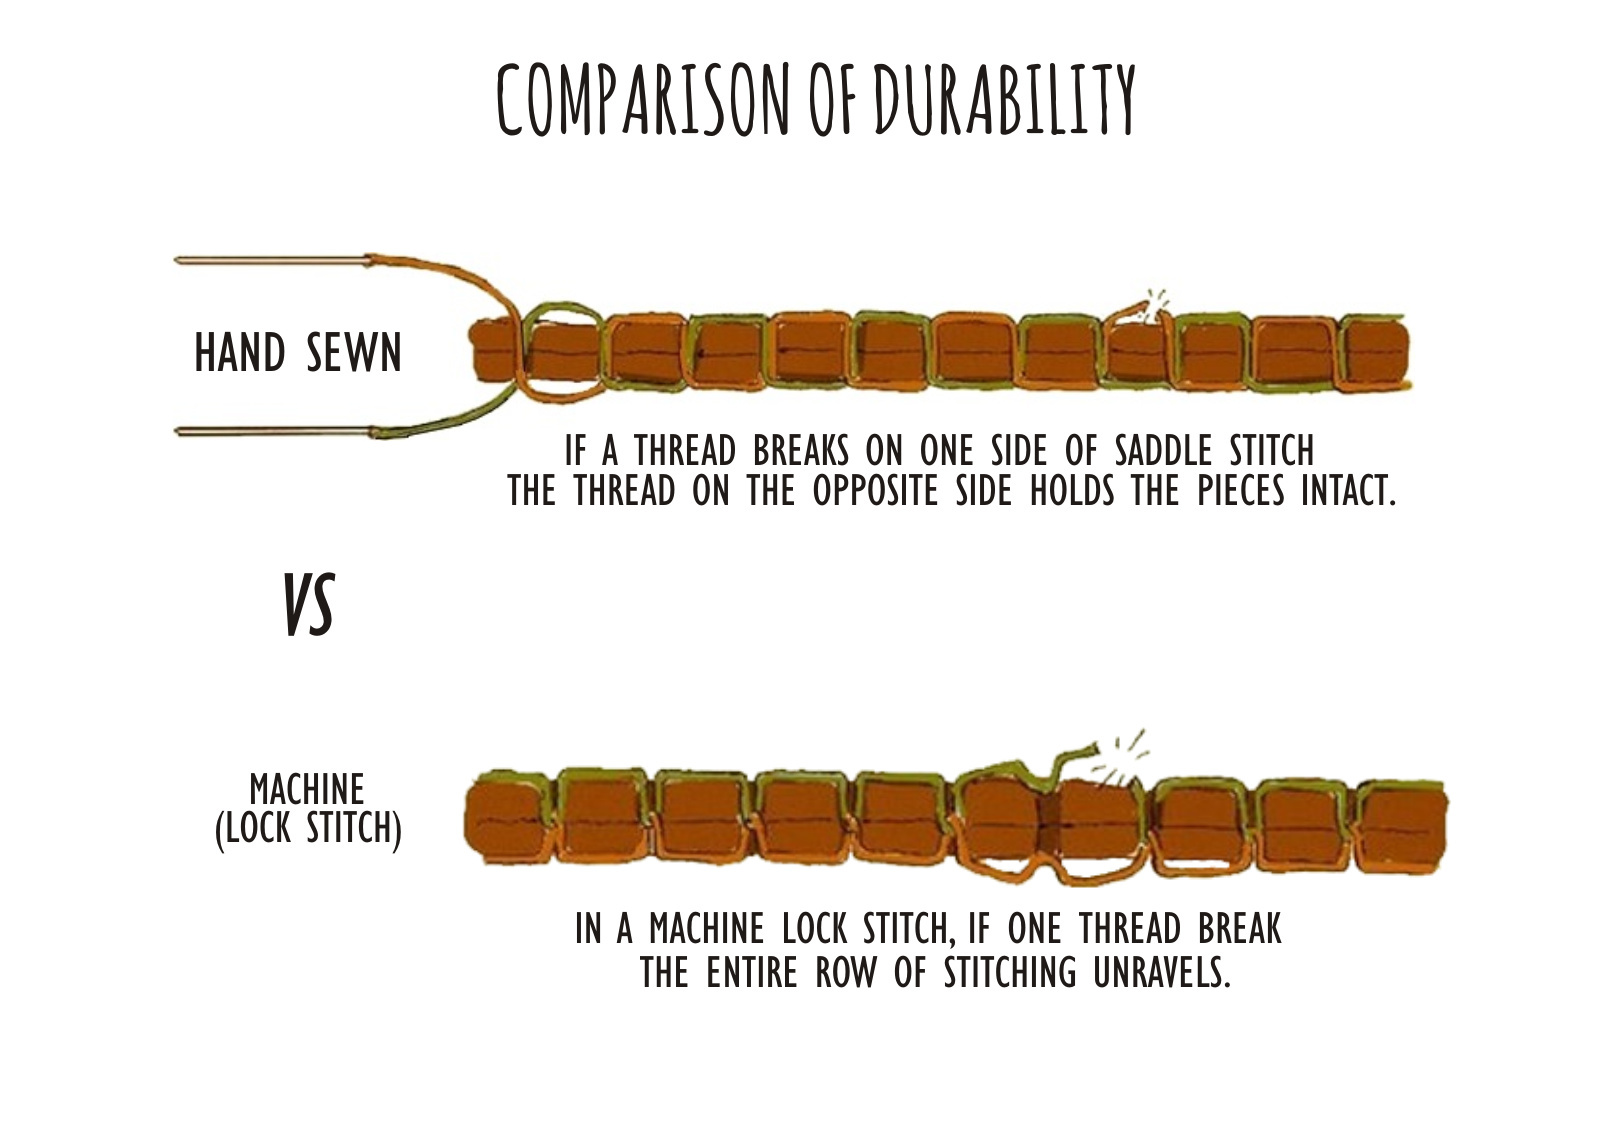 COMPARISON OF DURABILITY
HAND SEWN
IF A THREAD BREAKS ON ONE SIDE OF SADDLE STITCH
THE THREAD ON THE OPPOSITE SIDE HOLDS THE PIECES INTACT.
VS
MACHINE
(LOCK STITCH)
IN A MACHINE LOCK STITCH, IF ONE THREAD BREAK
THE ENTIRE ROW OF STITCHING UNRAVELS.